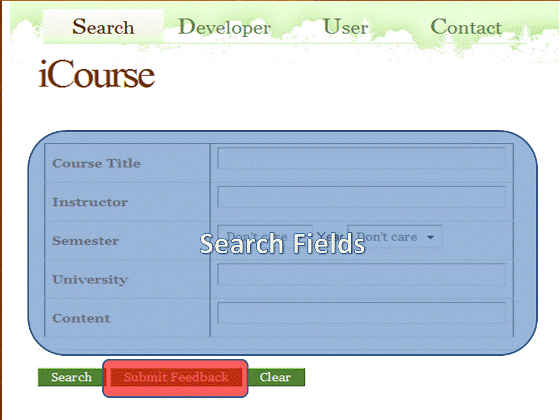 Search Developer User Contact
iCourse
Course Title
Instructor
Semester Don't care Year Don't care
Search Fields
University
Content
Search Submit Feedback Clear